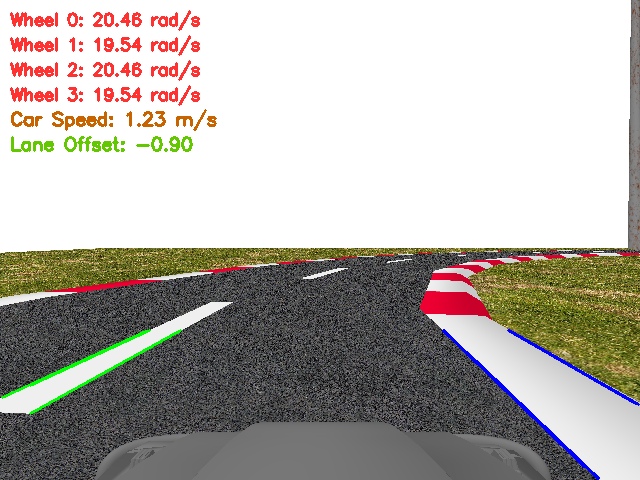 Wheel 0: 20.46 rad/s
Wheel 1: 19.54 rad/s
Wheel 2: 20.46 rad/s
Wheel 3: 19.54 rad/s
Car Speed: 1.23 m/s
Lane Offset: -0.90